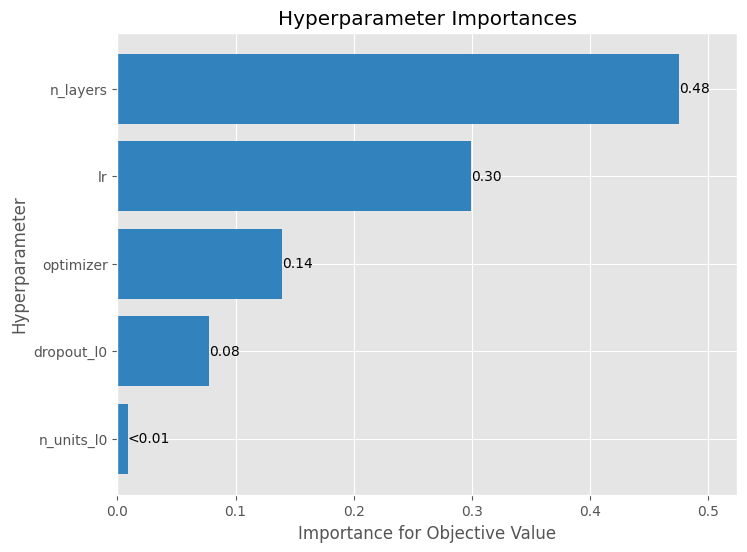 Hyperparameter Importances
n_layers
0.48
lr
0.30
optimizer
0.14
dropout_l0
0.08
n_units_l0
<0.01
Hyperparameter
0.0 0.1 0.2 0.3 0.4 0.5
Importance for Objective Value